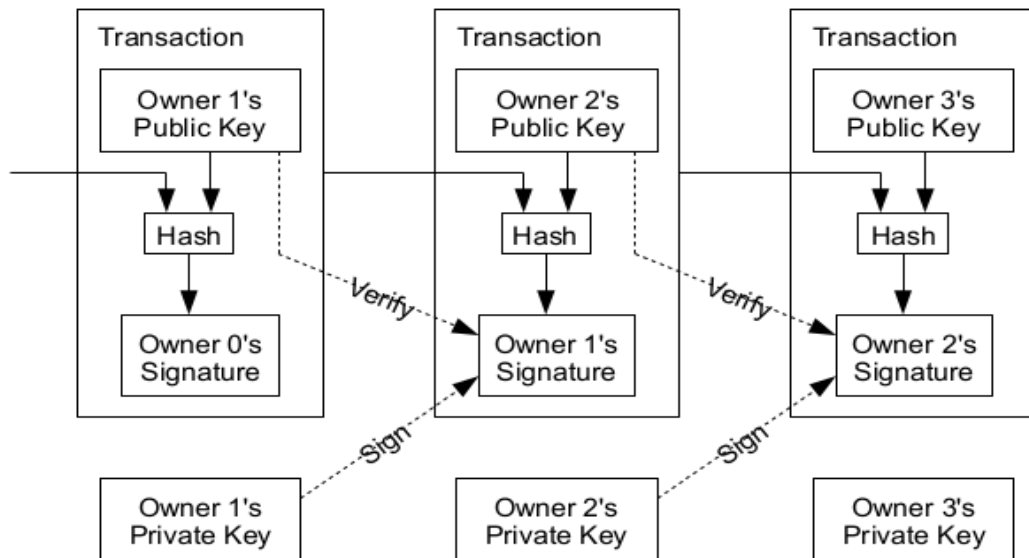 Transaction
Owner 1's
Public Key
Hash
Owner 0's
Signature
Transaction
Owner 2's
Public Key
Hash
Verify
Owner 1's
Signature
Transaction
Owner 3's
Public Key
Hash
Verify
Owner 2's
Signature
Sign
Sign
Owner 1's
Private Key
Owner 2's
Private Key
Owner 3's
Private Key